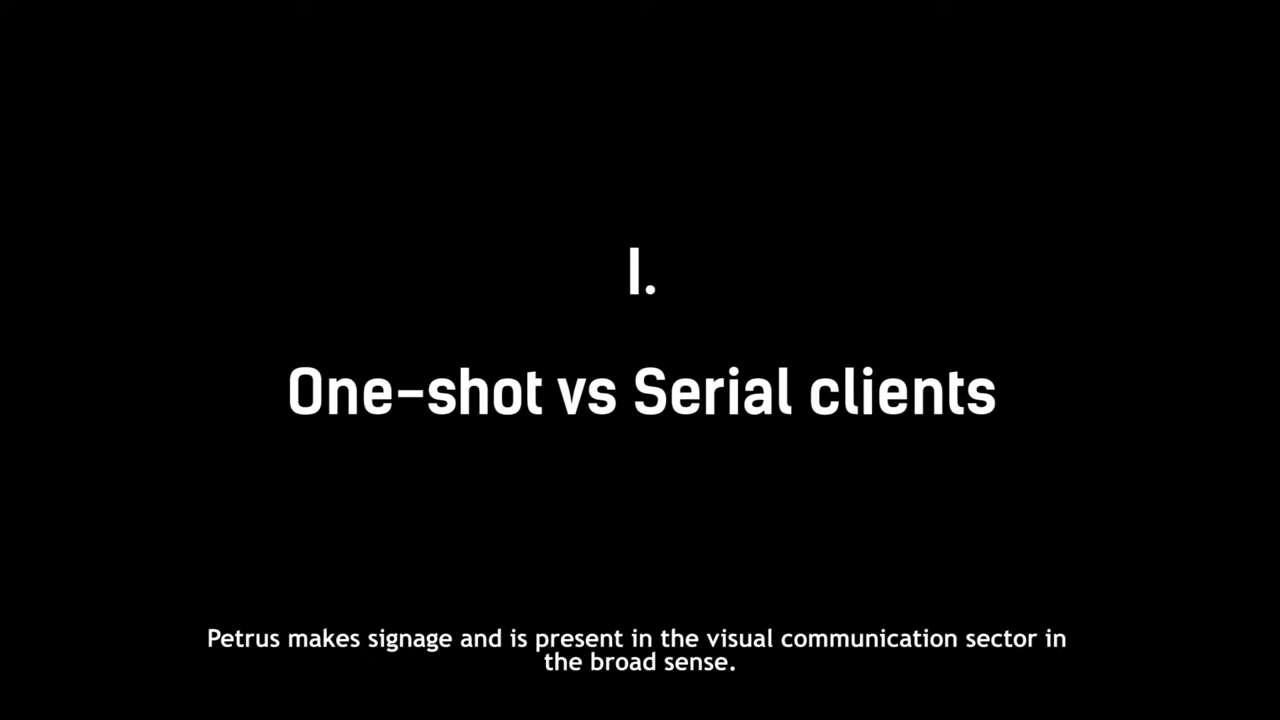 I.
One-shot vs Serial clients
Petrus makes signage and is present in the visual communication sector in
the broad sense.